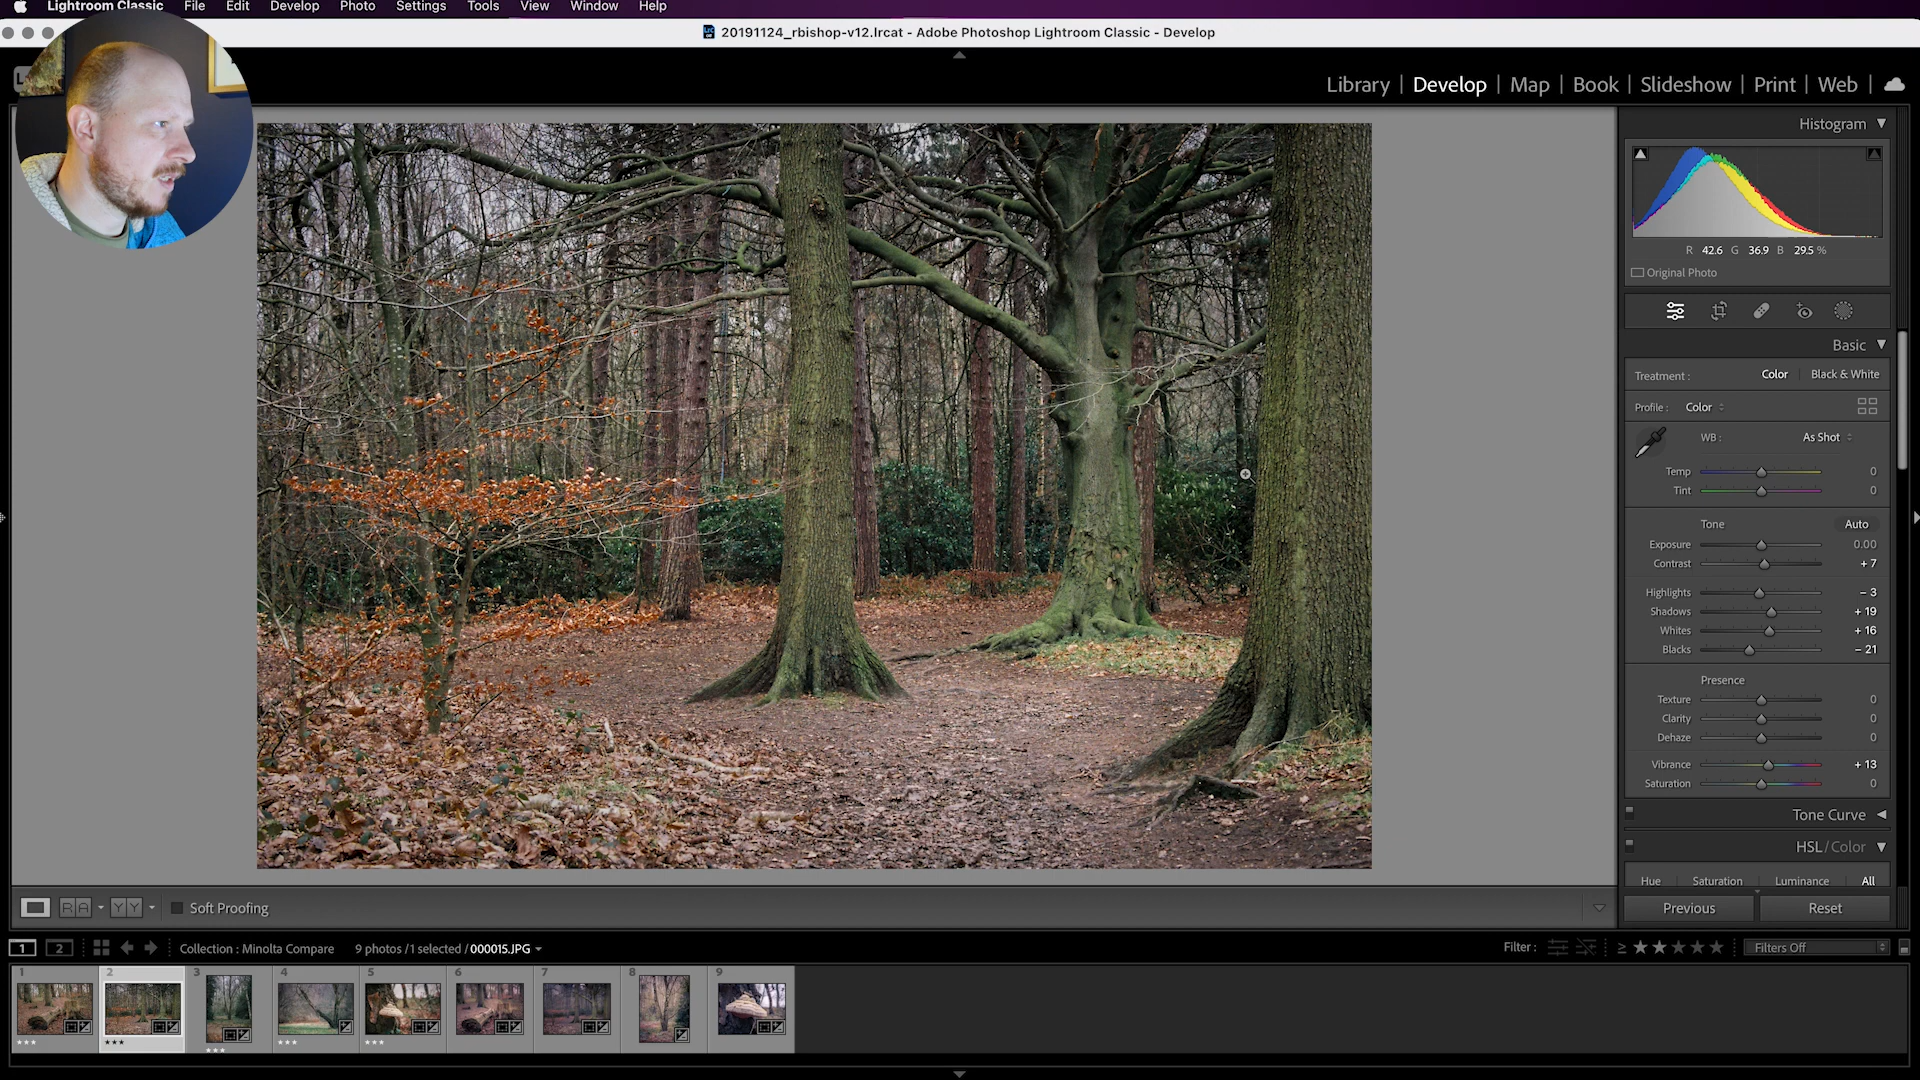 Lightroom Classic File Edit Develop Photo Settings Tools View Window Help
20191124_rbishop-v12.lrcat - Adobe Photoshop Lightroom Classic - Develop
Library | Develop | Map | Book | Slideshow | Print | Web
Histogram
R 42.6 G 36.9 B 29.5 %
Original Photo
Basic
Treatment : Color Black & White
Profile : Color
WB : As Shot
Temp 0
Tint 0
Tone Auto
Exposure 0.00
Contrast + 7
Highlights – 3
Shadows + 19
Whites + 16
Blacks – 21
Presence
Texture 0
Clarity 0
Dehaze 0
Vibrance + 13
Saturation 0
Tone Curve
HSL / Color
Hue Saturation Luminance All
Previous Reset
R A Y Y Soft Proofing
1 2 Collection : Minolta Compare 9 photos / 1 selected / 000015.JPG Filter : ≥ Filters Off
1 2 3 4 5 6 7 8 9